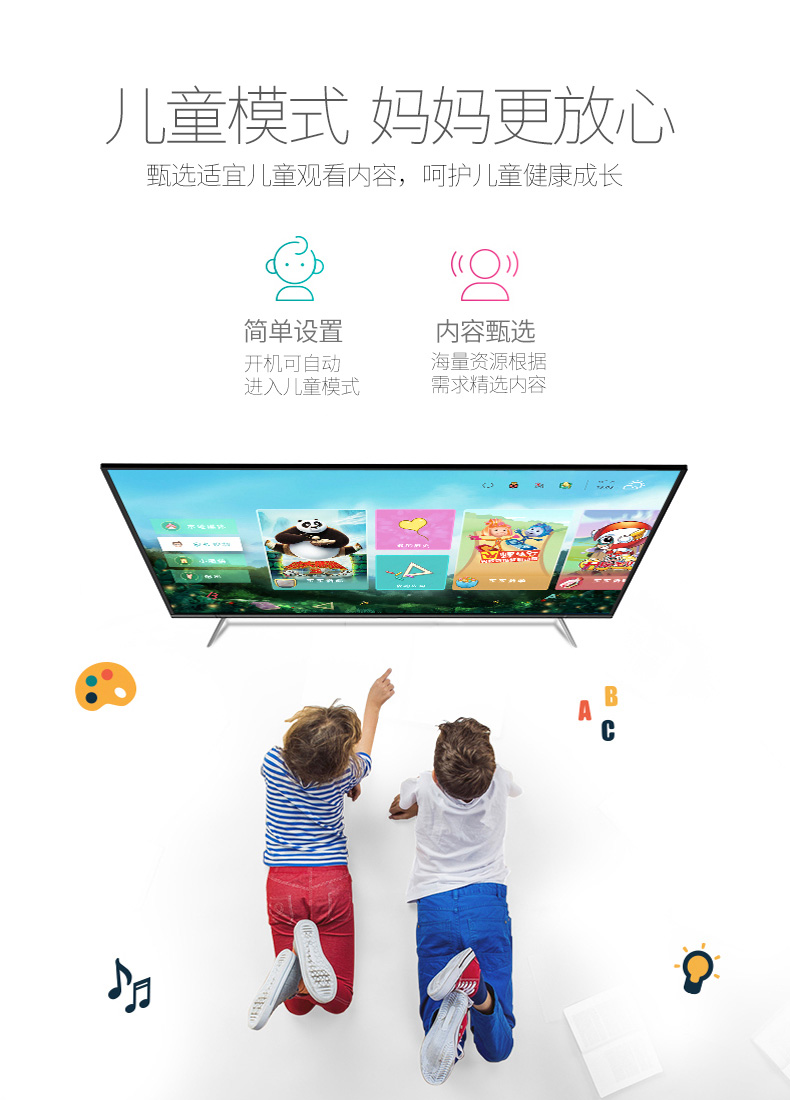 儿童模式 妈妈更放心
甄选适宜儿童观看内容，呵护儿童健康成长
简单设置
内容甄选
开机可自动
进入儿童模式
海量资源根据
需求精选内容
A
B
C